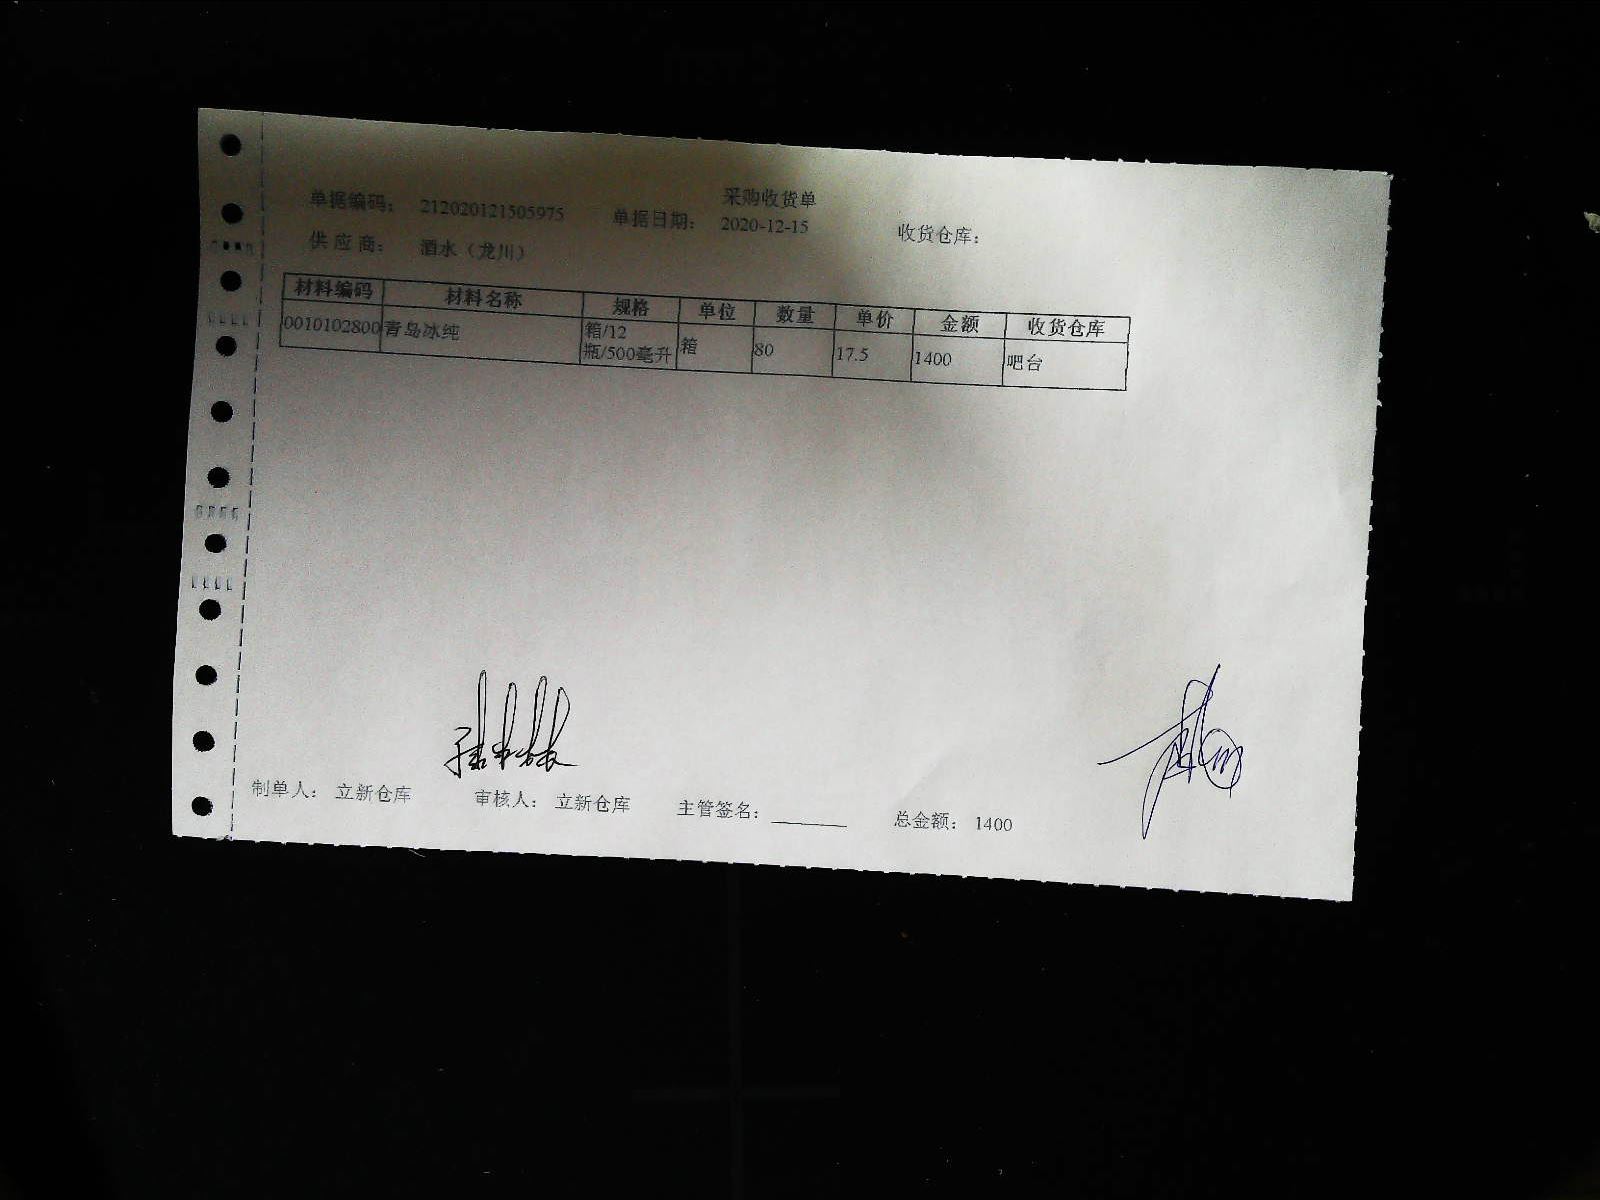 采购收货单
单据编码： 212020121505975 单据日期： 2020-12-15 收货仓库：
供应商： 酒水（龙川）
材料编码 材料名称 规格 单位 数量 单价 金额 收货仓库
0010102800 青岛冰纯 箱/12瓶/500毫升 箱 80 17.5 1400 吧台
制单人： 立新仓库 审核人： 立新仓库 主管签名： 总金额： 1400